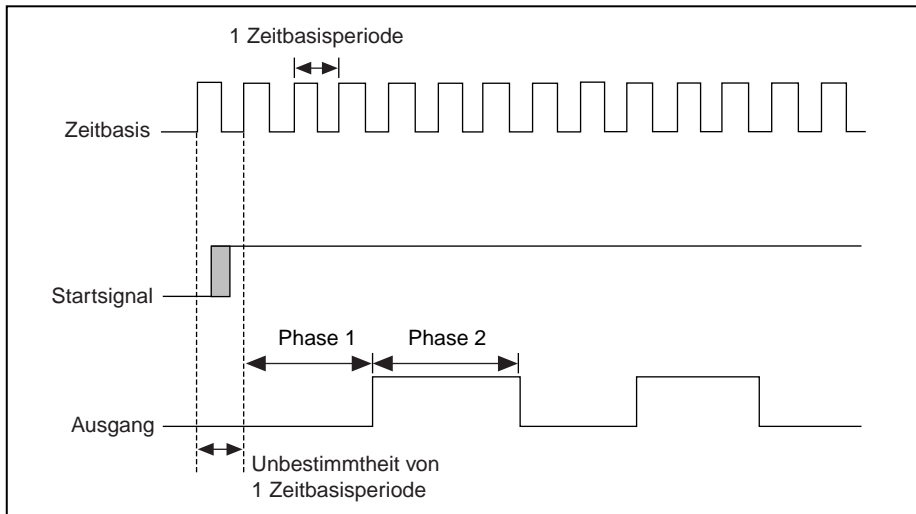 1 Zeitbasisperiode
Zeitbasis
Startsignal
Phase 1
Phase 2
Ausgang
Unbestimmtheit von
1 Zeitbasisperiode